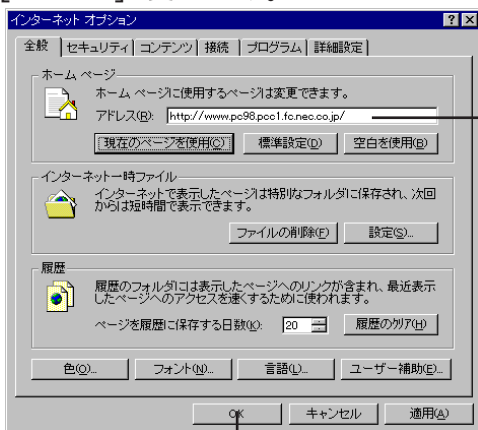 インターネット オプション
全般 セキュリティ コンテンツ 接続 プログラム 詳細設定
ホーム ページ
ホーム ページに使用するページは変更できます。
アドレス(R): http://www.pc98.pcc1.fc.nec.co.jp/
現在のページを使用(C) 標準設定(D) 空白を使用(B)
インターネット一時ファイル
インターネットで表示したページは特別なフォルダに保存され、次回
からは短時間で表示できます。
ファイルの削除(F) 設定(S)...
履歴
履歴のフォルダには表示したページへのリンクが含まれ、最近表示
したページへのアクセスを速くするために使われます。
ページを履歴に保存する日数(K): 20 履歴のクリア(H)
色(O)... フォント(N)... 言語(L)... ユーザー補助(E)...
OK キャンセル 適用(A)